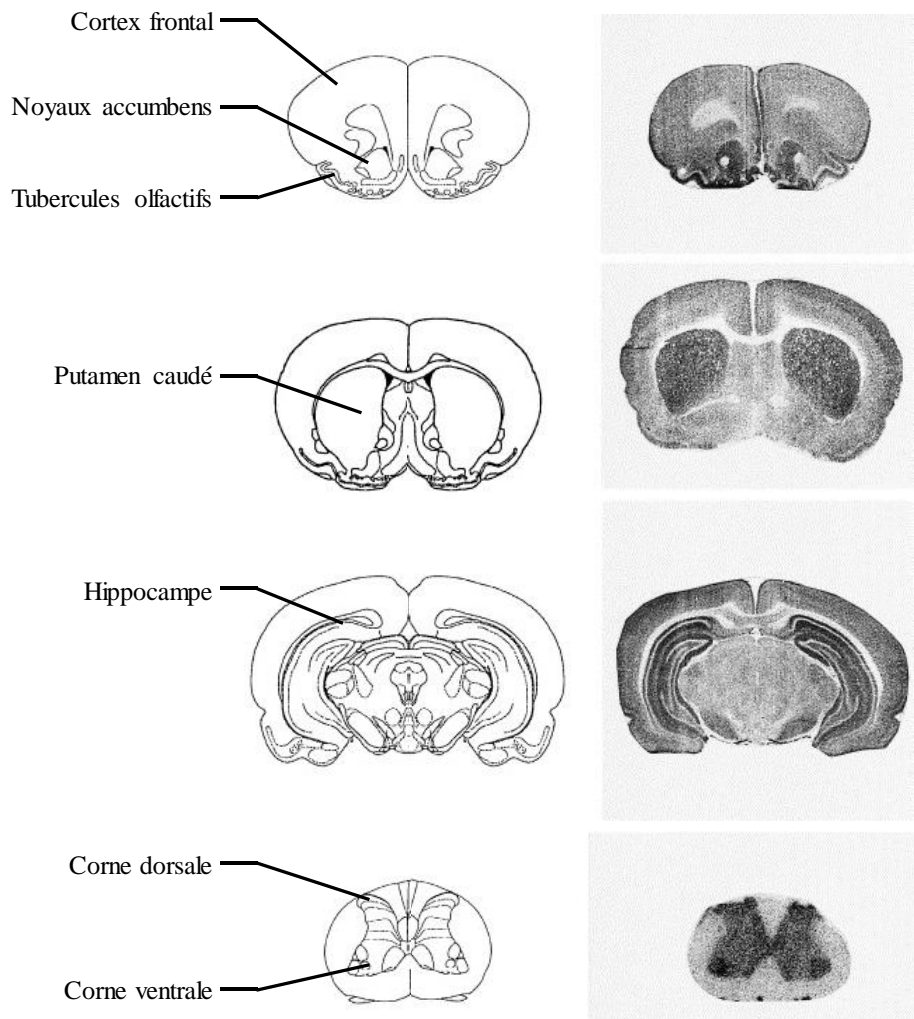 Cortex frontal
Noyaux accumbens
Tubercules olfactifs
Putamen caudé
Hippocampe
Corne dorsale
Corne ventrale